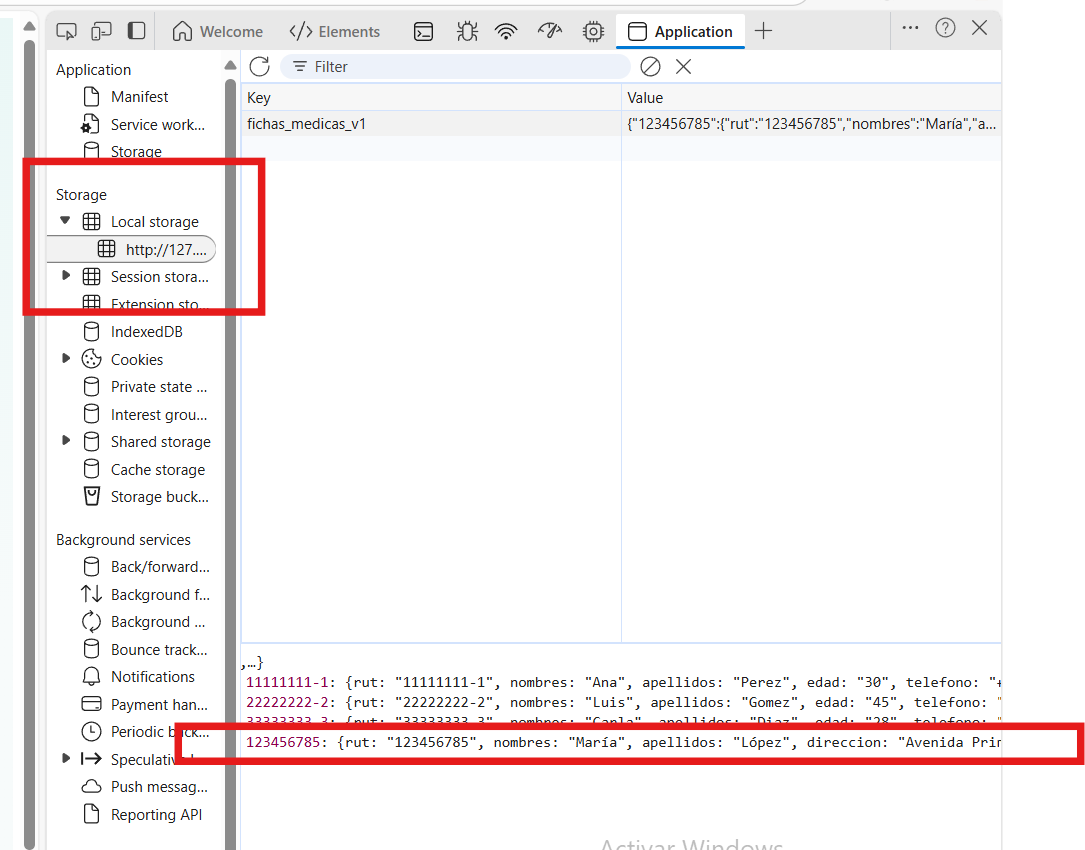 Welcome
Elements
Application
Application
Manifest
Service work...
Storage
Storage
Local storage
http://127....
Session stora...
Extension sto...
IndexedDB
Cookies
Private state ...
Interest grou...
Shared storage
Cache storage
Storage buck...
Background services
Back/forward...
Background f...
Background ...
Bounce track...
Notifications
Payment han...
Periodic back...
Speculative
Push messag...
Reporting API
Filter
Key Value
fichas_medicas_v1 {"123456785":{"rut":"123456785","nombres":"María","a...
,…}
11111111-1: {rut: "11111111-1", nombres: "Ana", apellidos: "Perez", edad: "30", telefono: "+
22222222-2: {rut: "22222222-2", nombres: "Luis", apellidos: "Gomez", edad: "45", telefono: "
33333333-3: {rut: "33333333-3", nombres: "Carla", apellidos: "Diaz", edad: "28", telefono: "
123456785: {rut: "123456785", nombres: "María", apellidos: "López", direccion: "Avenida Prin
Activar Windows